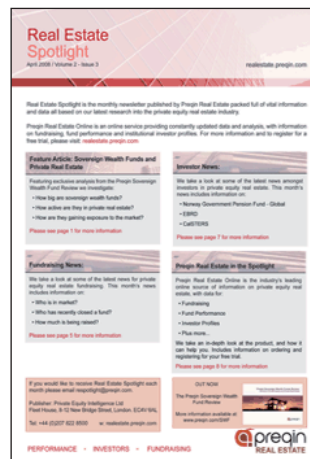 Real Estate
Spotlight
April 2008 / Volume 2 - Issue 3
realestate.preqin.com
Real Estate Spotlight is the monthly newsletter published by Preqin Real Estate packed full of vital information
and data all based on our latest research into the private equity real estate industry.
Preqin Real Estate Online is an online service providing constantly updated data and analysis, with information
on fundraising, fund performance and institutional investor profiles. For more information and to register for a
free trial, please visit: realestate.preqin.com.
Feature Article: Sovereign Wealth Funds and
Private Real Estate
Featuring exclusive analysis from the Preqin Sovereign
Wealth Fund Review we investigate:
• How big are sovereign wealth funds?
• How active are they in private real estate?
• How are they gaining exposure to the market?
Please see page 1 for more information
Investor News:
We take a look at some of the latest news amongst
investors in private equity real estate. This month's
news includes information on:
• Norway Government Pension Fund - Global
• EBRD
• CalSTERS
Please see page 7 for more information
Fundraising News:
We take a look at some of the latest news for private
equity real estate fundraising. This month's news
includes information on:
• Who is in market?
• Who has recently closed a fund?
• How much is being raised?
Please see page 5 for more information
Preqin Real Estate in the Spotlight
Preqin Real Estate Online is the industry's leading
online source of information on private equity real
estate, with data for:
• Fundraising
• Fund Performance
• Investor Profiles
• Plus more...
We take an in-depth look at the product, and how it
can help you. Includes information on ordering and
registering for your free trial.
Please see page 8 for more information
If you would like to receive Real Estate Spotlight each
month please email respotlight@preqin.com.
Publisher: Private Equity Intelligence Ltd
Fleet House, 8-12 New Bridge Street, London. EC4V 6AL
Tel: +44 (0)207 822 8500 w: realestate.preqin.com
OUT NOW
The Preqin Sovereign Wealth
Fund Review
More information available at:
www.preqin.com/SWF
PERFORMANCE - INVESTORS - FUNDRAISING
preqin
REAL ESTATE